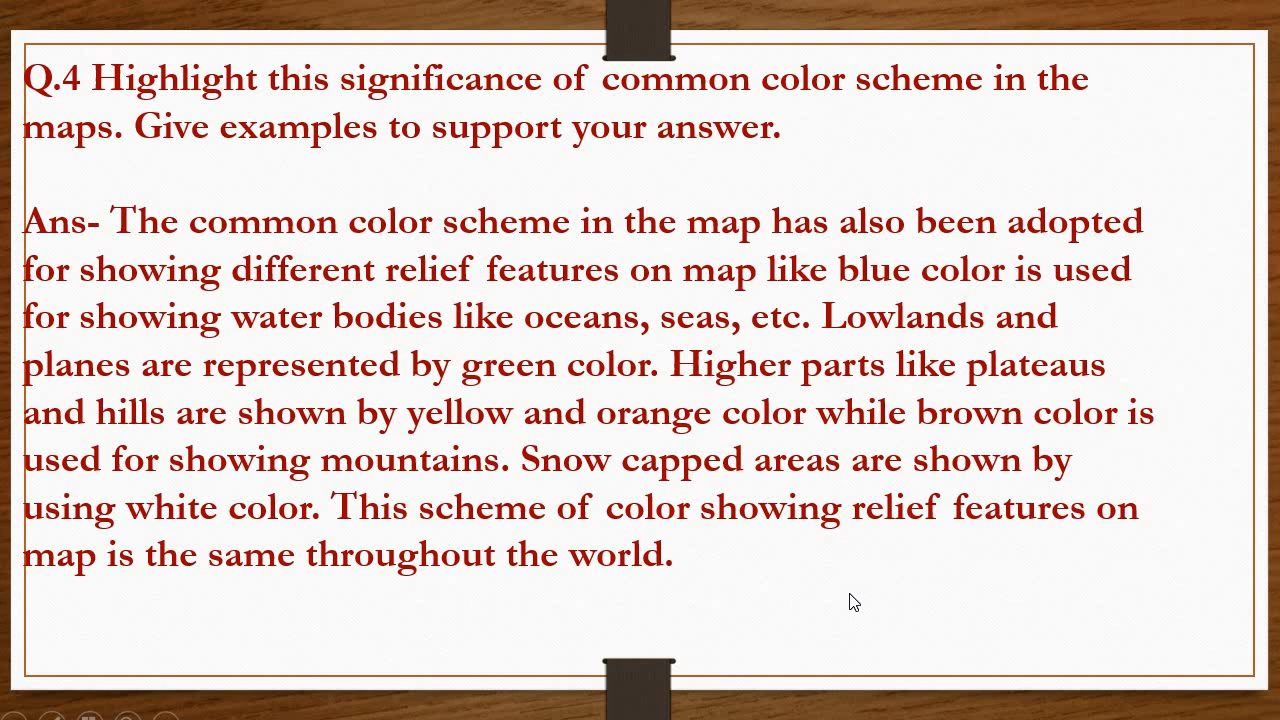 Q.4 Highlight this significance of common color scheme in the
maps. Give examples to support your answer.
Ans- The common color scheme in the map has also been adopted
for showing different relief features on map like blue color is used
for showing water bodies like oceans, seas, etc. Lowlands and
planes are represented by green color. Higher parts like plateaus
and hills are shown by yellow and orange color while brown color is
used for showing mountains. Snow capped areas are shown by
using white color. This scheme of color showing relief features on
map is the same throughout the world.